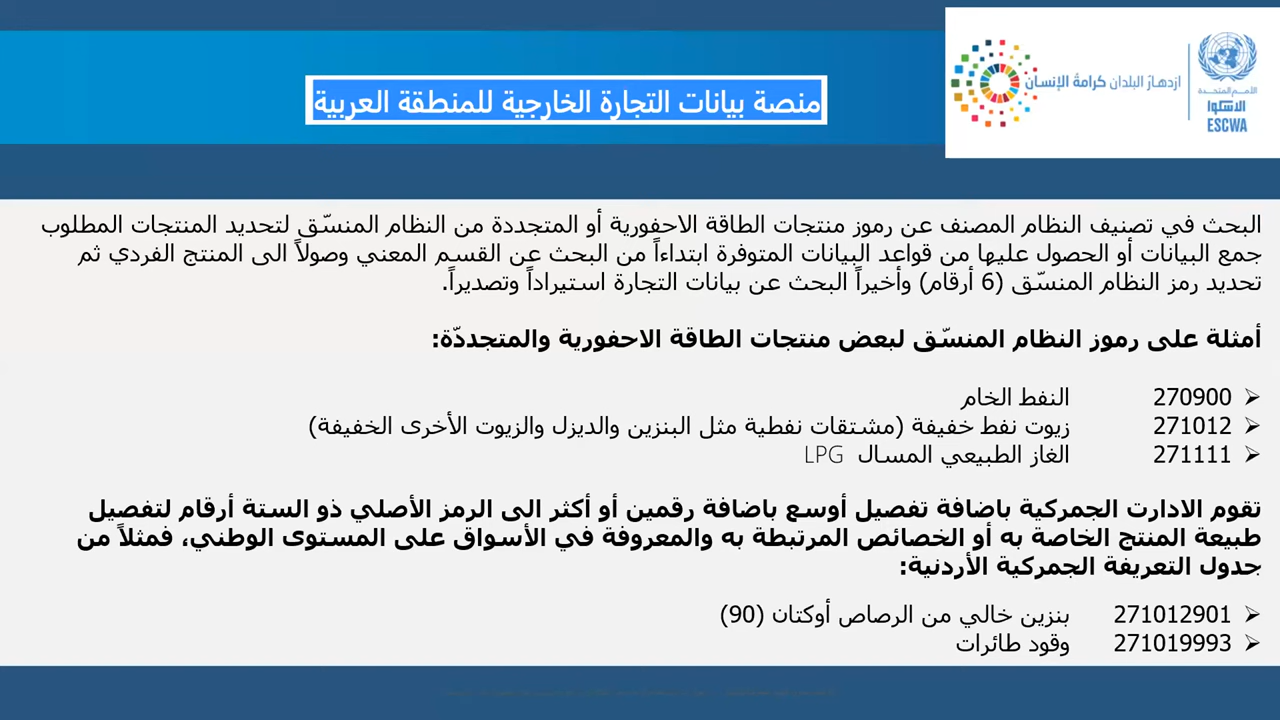 منصة بيانات التجارة الخارجية للمنطقة العربية
ازدهارُ البلدان كرامةُ الإنسان
الأمم المتحدة
الاسكوا
ESCWA
البحث في تصنيف النظام المصنف عن رموز منتجات الطاقة الاحفورية أو المتجددة من النظام المنسّق لتحديد المنتجات المطلوب
جمع البيانات أو الحصول عليها من قواعد البيانات المتوفرة ابتداءاً من البحث عن القسم المعني وصولاً الى المنتج الفردي ثم
تحديد رمز النظام المنسّق (6 أرقام) وأخيراً البحث عن بيانات التجارة استيراداً وتصديراً.
أمثلة على رموز النظام المنسّق لبعض منتجات الطاقة الاحفورية والمتجددّة:
⮚ 270900 النفط الخام
⮚ 271012 زيوت نفط خفيفة (مشتقات نفطية مثل البنزين والديزل والزيوت الأخرى الخفيفة)
⮚ 271111 الغاز الطبيعي المسال LPG
تقوم الادارت الجمركية باضافة تفصيل أوسع باضافة رقمين أو أكثر الى الرمز الأصلي ذو الستة أرقام لتفصيل
طبيعة المنتج الخاصة به أو الخصائص المرتبطة به والمعروفة في الأسواق على المستوى الوطني، فمثلاً من
جدول التعريفة الجمركية الأردنية:
⮚ 271012901 بنزين خالي من الرصاص أوكتان (90)
⮚ 271019993 وقود طائرات